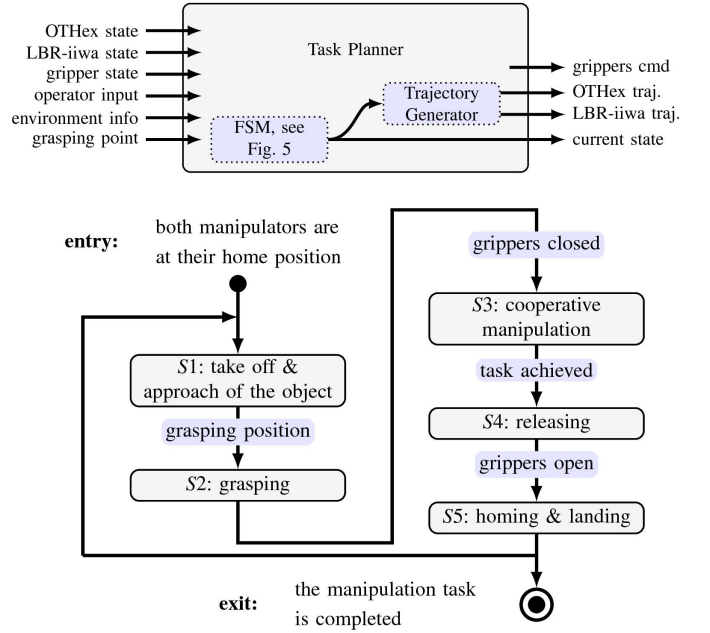 OTHex state
LBR-iiwa state
gripper state
operator input
environment info
grasping point
Task Planner
FSM, see
Fig. 5
Trajectory
Generator
grippers cmd
OTHex traj.
LBR-iiwa traj.
current state
entry:
both manipulators are
at their home position
S1: take off &
approach of the object
grasping position
S2: grasping
grippers closed
S3: cooperative
manipulation
task achieved
S4: releasing
grippers open
S5: homing & landing
exit:
the manipulation task
is completed